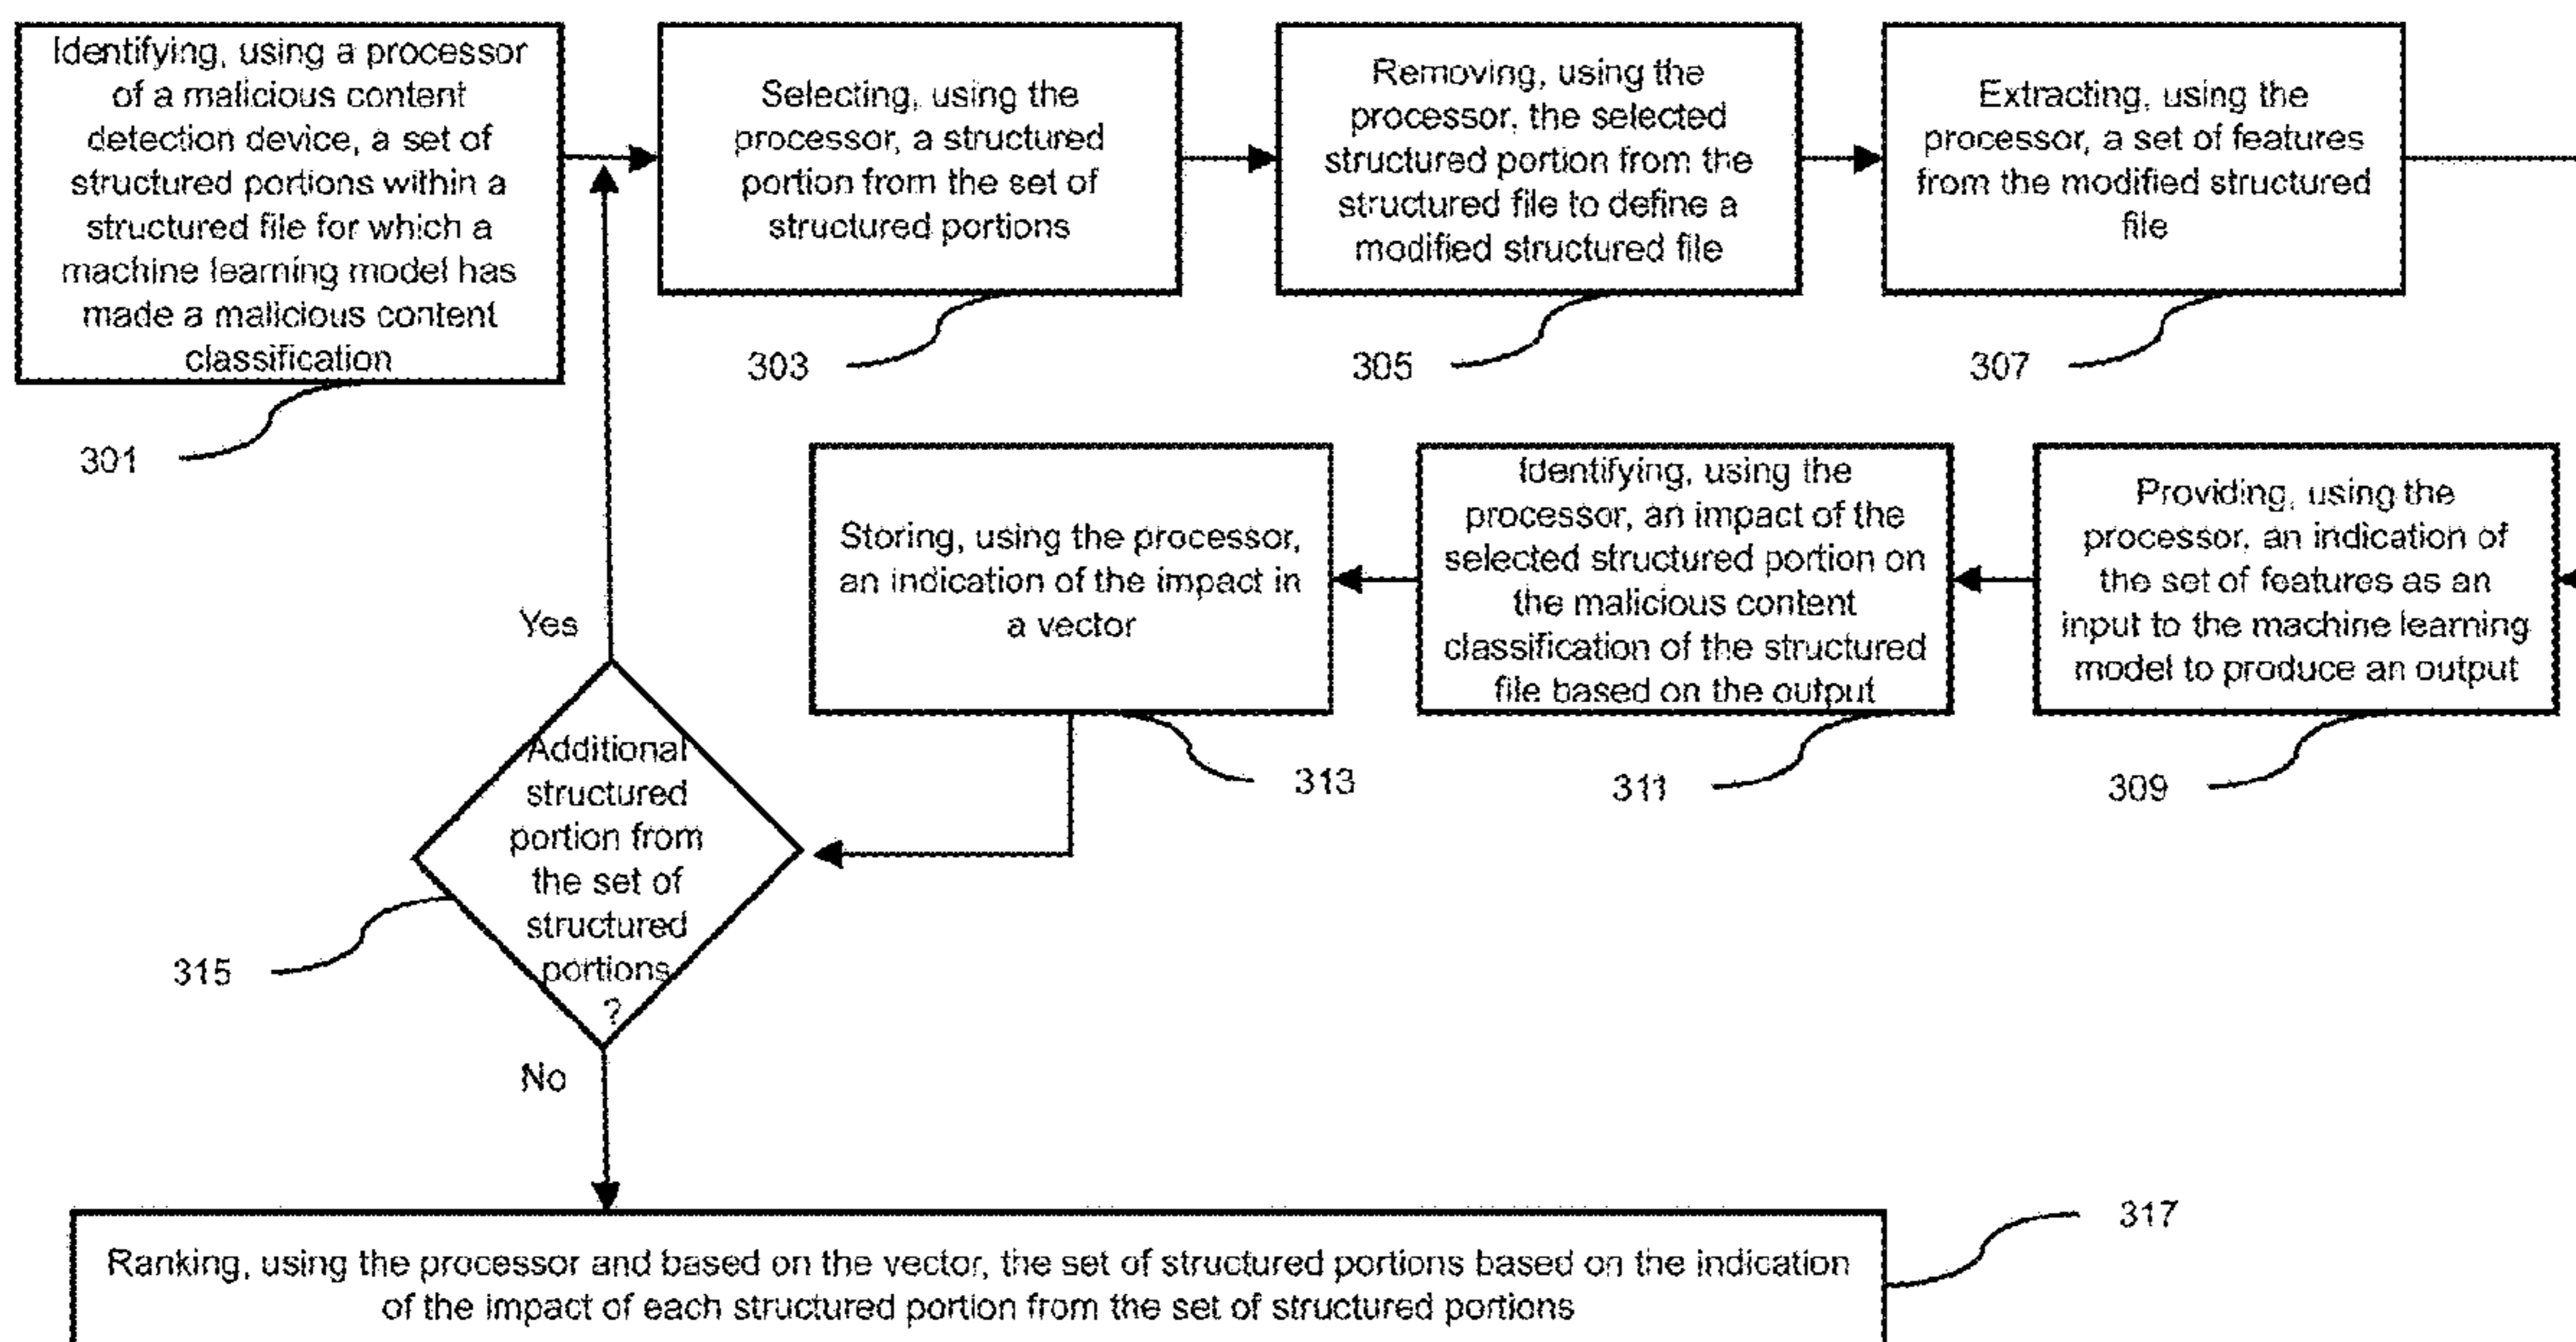 Identifying, using a processor
of a malicious content
detection device, a set of
structured portions within a
structured file for which a
machine learning model has
made a malicious content
classification
301
Selecting, using the
processor, a structured
portion from the set of
structured portions
303
Removing, using the
processor, the selected
structured portion from the
structured file to define a
modified structured file
305
Extracting, using the
processor, a set of features
from the modified structured
file
307
Providing, using the
processor, an indication of
the set of features as an
input to the machine learning
model to produce an output
309
Identifying, using the
processor, an impact of the
selected structured portion on
the malicious content
classification of the structured
file based on the output
311
Storing, using the processor,
an indication of the impact in
a vector
313
Additional
structured
portion from
the set of
structured
portions
?
315
Yes
No
Ranking, using the processor and based on the vector, the set of structured portions based on the indication
of the impact of each structured portion from the set of structured portions
317